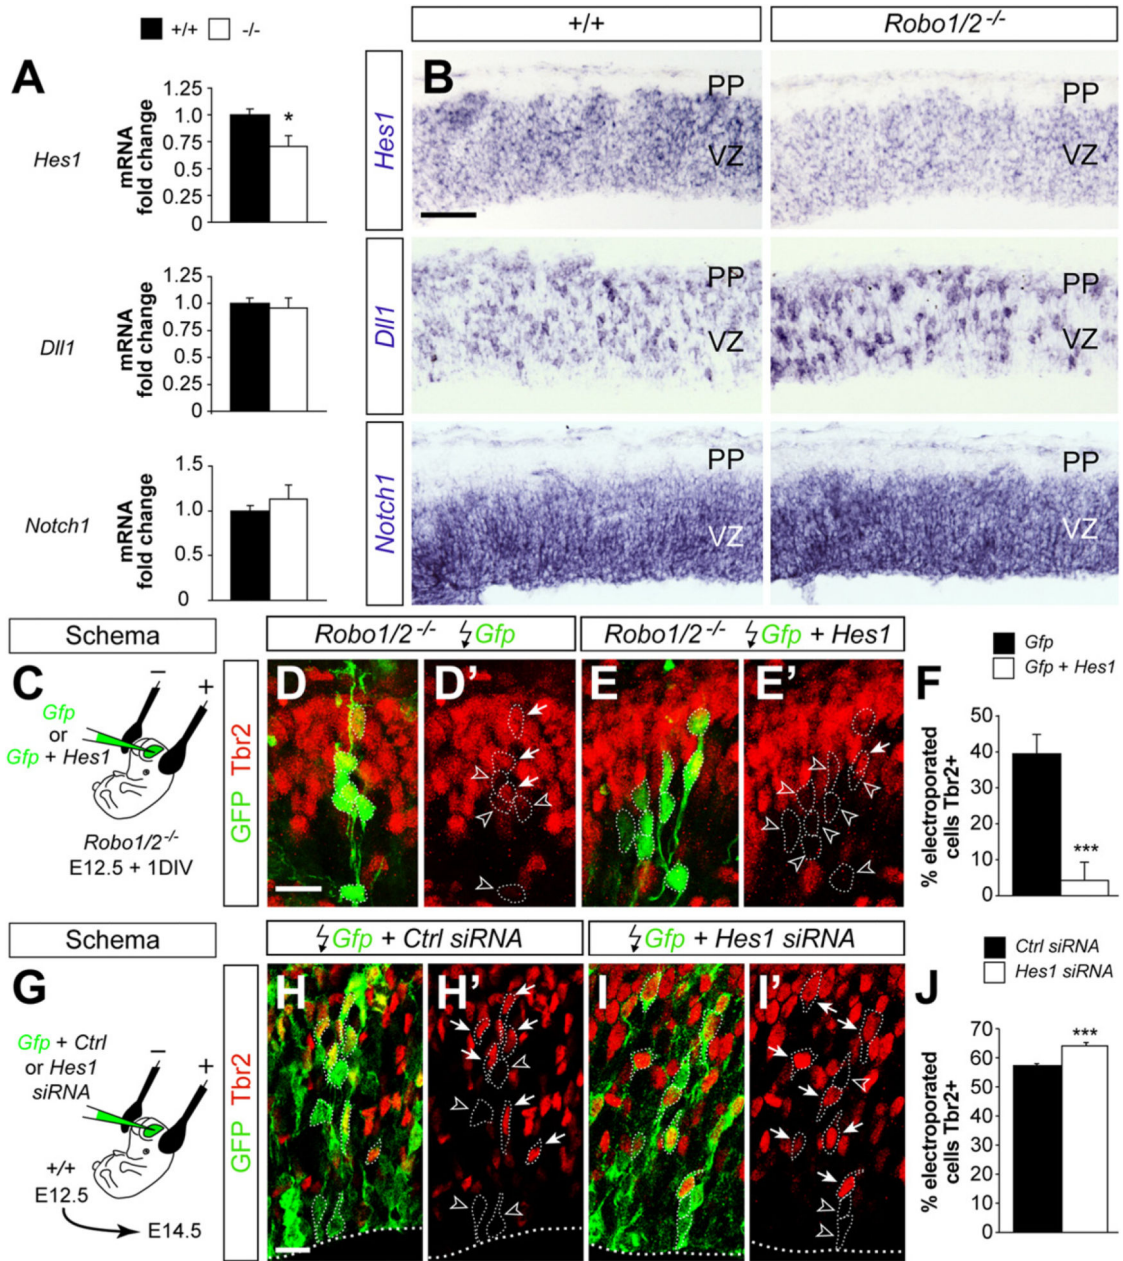 +/+ -/-
+/+
Robo1/2-/-
A
Hes1
mRNA
fold change
1.25
1.0
0.75
0.5
0.25
0
*
B
Hes1
PP
VZ
PP
VZ
Dll1
mRNA
fold change
1.25
1.0
0.75
0.5
0.25
0
Dll1
PP
VZ
PP
VZ
Notch1
mRNA
fold change
1.5
1.0
0.5
0
Notch1
PP
VZ
PP
VZ
Schema
C
Gfp
or
Gfp + Hes1
−
+
Robo1/2-/-
E12.5 + 1DIV
Robo1/2-/- Gfp
Robo1/2-/- Gfp + Hes1
GFP Tbr2
D
D'
E
E'
Gfp
Gfp + Hes1
F
% electroporated
cells Tbr2+
50
40
30
20
10
0
***
Schema
G
Gfp + Ctrl
or Hes1
siRNA
−
+
+/+
E12.5
E14.5
Gfp + Ctrl siRNA
Gfp + Hes1 siRNA
GFP Tbr2
H
H'
I
I'
Ctrl siRNA
Hes1 siRNA
J
% electroporated
cells Tbr2+
70
60
50
40
30
20
10
0
***